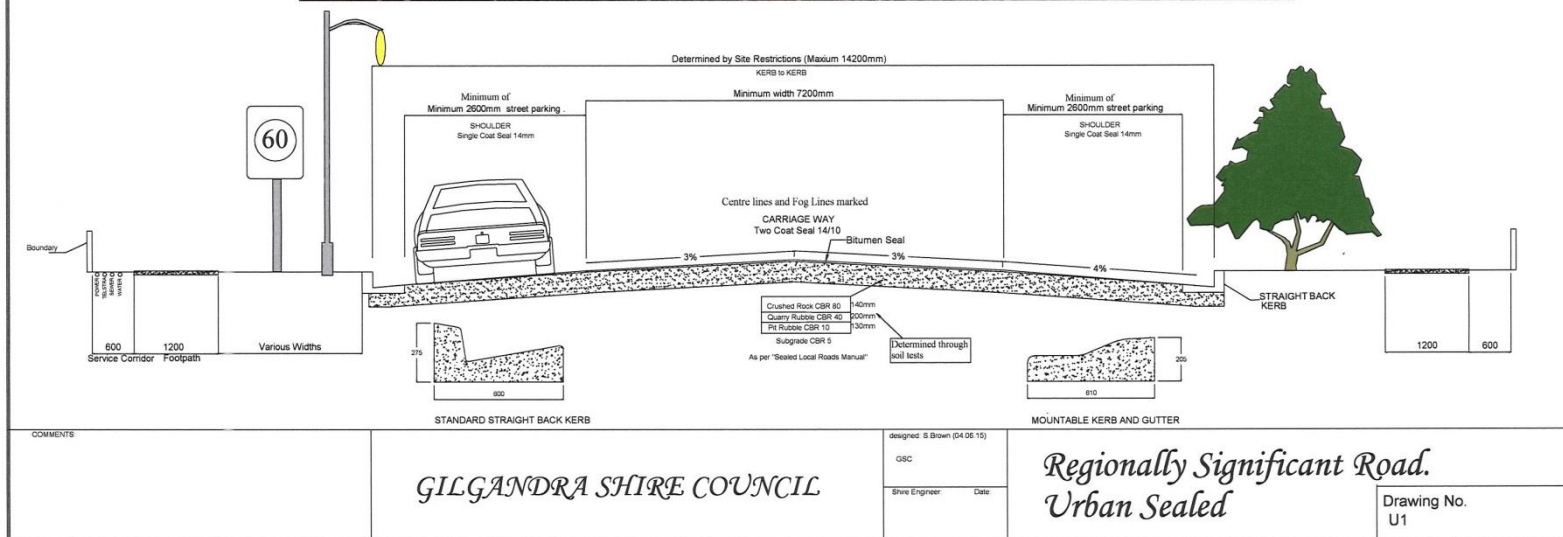 Determined by Site Restrictions (Maxium 14200mm)
KERB to KERB
Minimum width 7200mm
Minimum of
Minimum 2600mm street parking .
SHOULDER
Single Coat Seal 14mm
Minimum of
Minimum 2600mm street parking
SHOULDER
Single Coat Seal 14mm
60
Centre lines and Fog Lines marked
CARRIAGE WAY
Two Coat Seal 14/10
Bitumen Seal
3%
3%
4%
Boundary
POWER
TELSTRA
SEWER
WATER
STRAIGHT BACK
KERB
Crushed Rock CBR 80 140mm
Quarry Rubble CBR 40 200mm
Pit Rubble CBR 10 130mm
Subgrade CBR 5
As per "Sealed Local Roads Manual"
Determined through
soil tests
600
1200
Various Widths
Service Corridor Footpath
1200
600
275
600
STANDARD STRAIGHT BACK KERB
205
610
MOUNTABLE KERB AND GUTTER
COMMENTS:
GILGANDRA SHIRE COUNCIL
designed: S.Brown (04.06.15)
GSC
Shire Engineer: Date:
Regionally Significant Road.
Urban Sealed
Drawing No.
U1